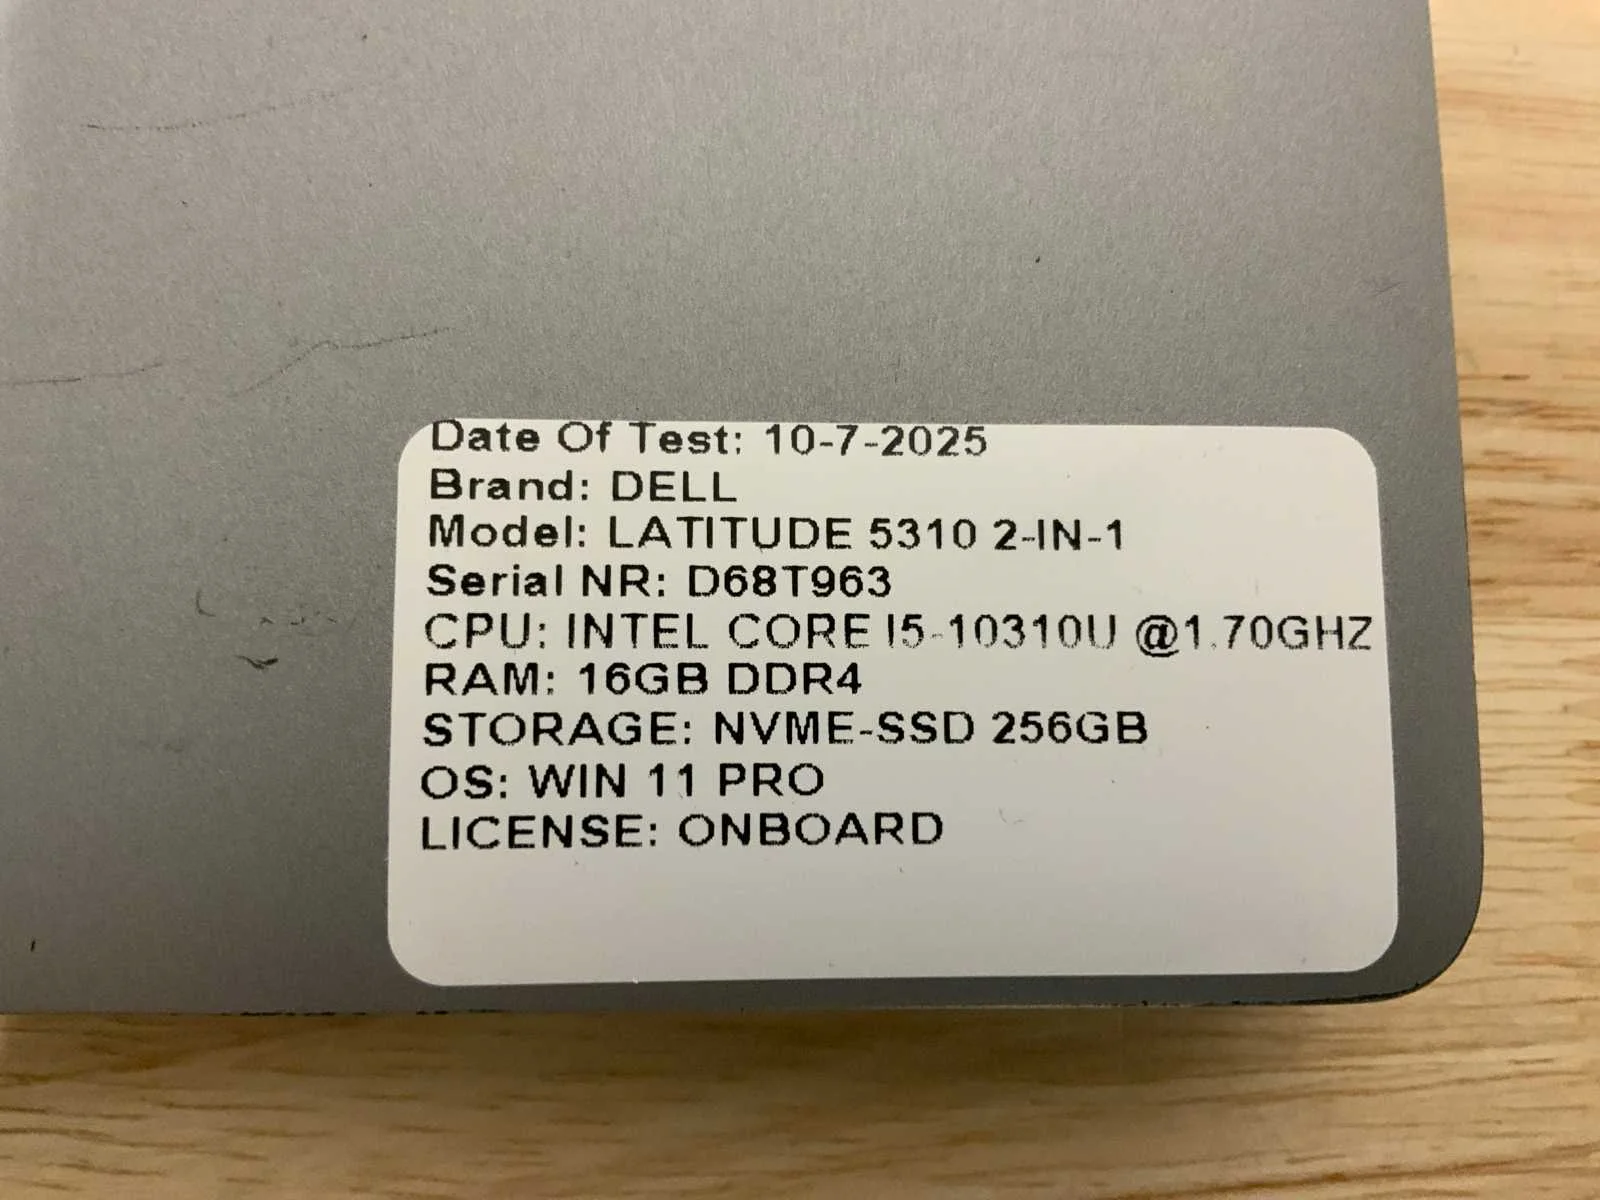 Date Of Test: 10-7-2025
Brand: DELL
Model: LATITUDE 5310 2-IN-1
Serial NR: D68T963
CPU: INTEL CORE I5-10310U @1.70GHZ
RAM: 16GB DDR4
STORAGE: NVME-SSD 256GB
OS: WIN 11 PRO
LICENSE: ONBOARD